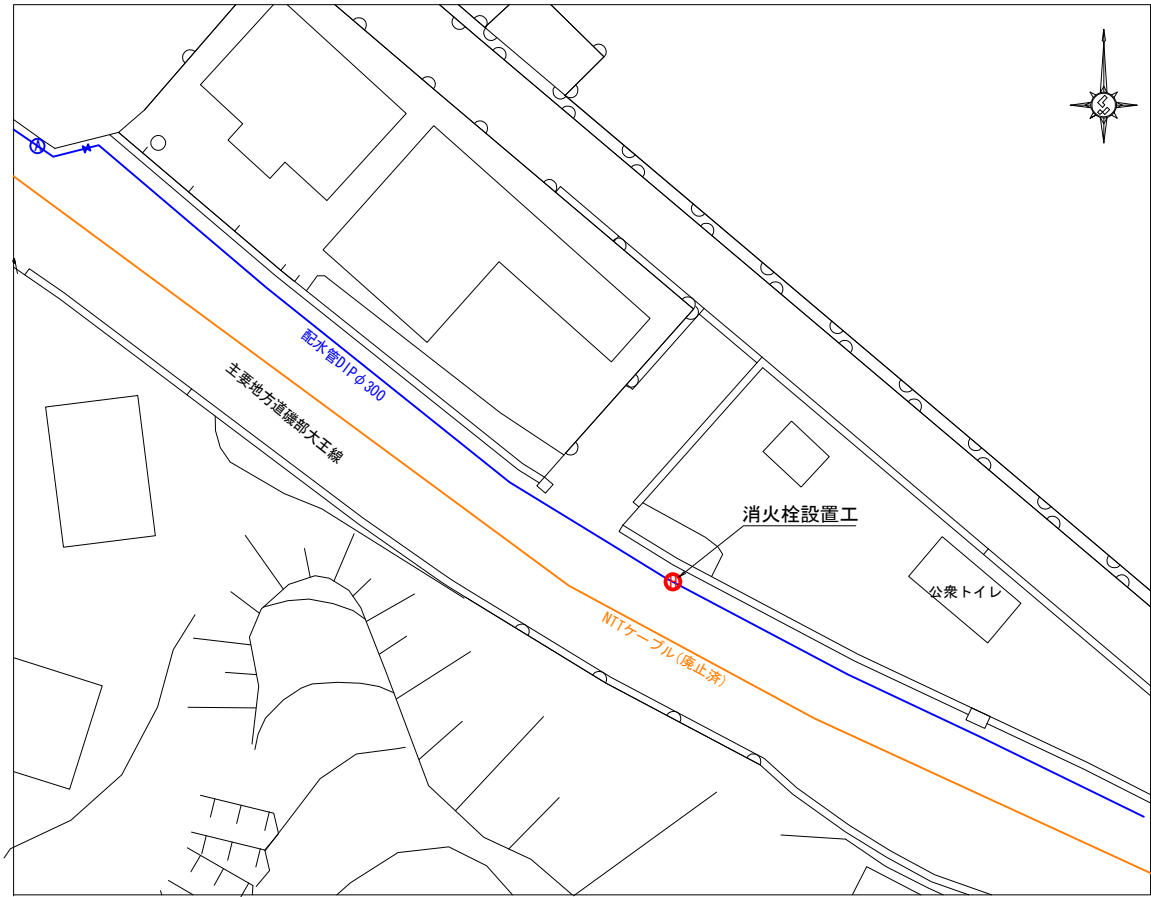 配水管DIPφ300
主要地方道磯部大王線
消火栓設置工
公衆トイレ
NTTケーブル(廃止済)
A
H